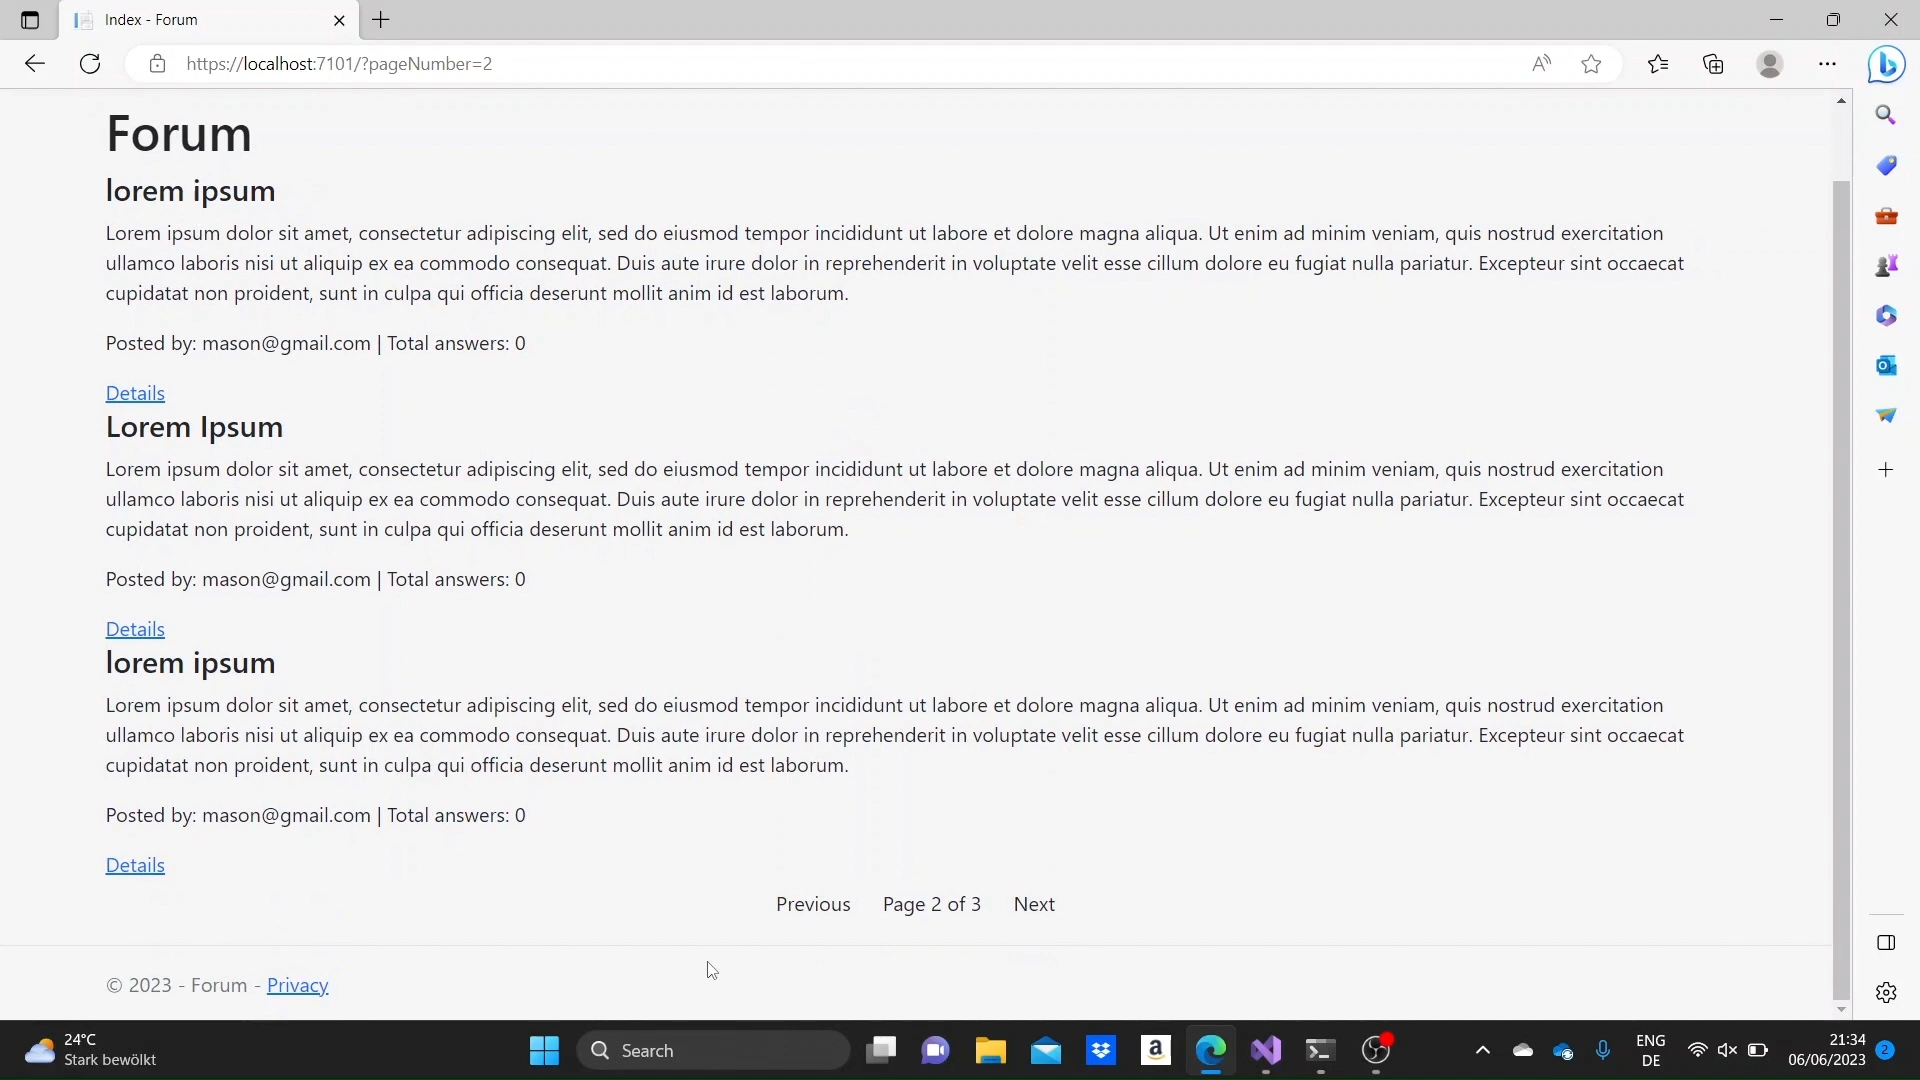 Index - Forum
https://localhost:7101/?pageNumber=2
Forum
lorem ipsum
Lorem ipsum dolor sit amet, consectetur adipiscing elit, sed do eiusmod tempor incididunt ut labore et dolore magna aliqua. Ut enim ad minim veniam, quis nostrud exercitation
ullamco laboris nisi ut aliquip ex ea commodo consequat. Duis aute irure dolor in reprehenderit in voluptate velit esse cillum dolore eu fugiat nulla pariatur. Excepteur sint occaecat
cupidatat non proident, sunt in culpa qui officia deserunt mollit anim id est laborum.
Posted by: mason@gmail.com | Total answers: 0
Details
Lorem Ipsum
Lorem ipsum dolor sit amet, consectetur adipiscing elit, sed do eiusmod tempor incididunt ut labore et dolore magna aliqua. Ut enim ad minim veniam, quis nostrud exercitation
ullamco laboris nisi ut aliquip ex ea commodo consequat. Duis aute irure dolor in reprehenderit in voluptate velit esse cillum dolore eu fugiat nulla pariatur. Excepteur sint occaecat
cupidatat non proident, sunt in culpa qui officia deserunt mollit anim id est laborum.
Posted by: mason@gmail.com | Total answers: 0
Details
lorem ipsum
Lorem ipsum dolor sit amet, consectetur adipiscing elit, sed do eiusmod tempor incididunt ut labore et dolore magna aliqua. Ut enim ad minim veniam, quis nostrud exercitation
ullamco laboris nisi ut aliquip ex ea commodo consequat. Duis aute irure dolor in reprehenderit in voluptate velit esse cillum dolore eu fugiat nulla pariatur. Excepteur sint occaecat
cupidatat non proident, sunt in culpa qui officia deserunt mollit anim id est laborum.
Posted by: mason@gmail.com | Total answers: 0
Details
Previous Page 2 of 3 Next
© 2023 - Forum - Privacy
24°C
Stark bewölkt
Search
ENG
DE
21:34
06/06/2023
2